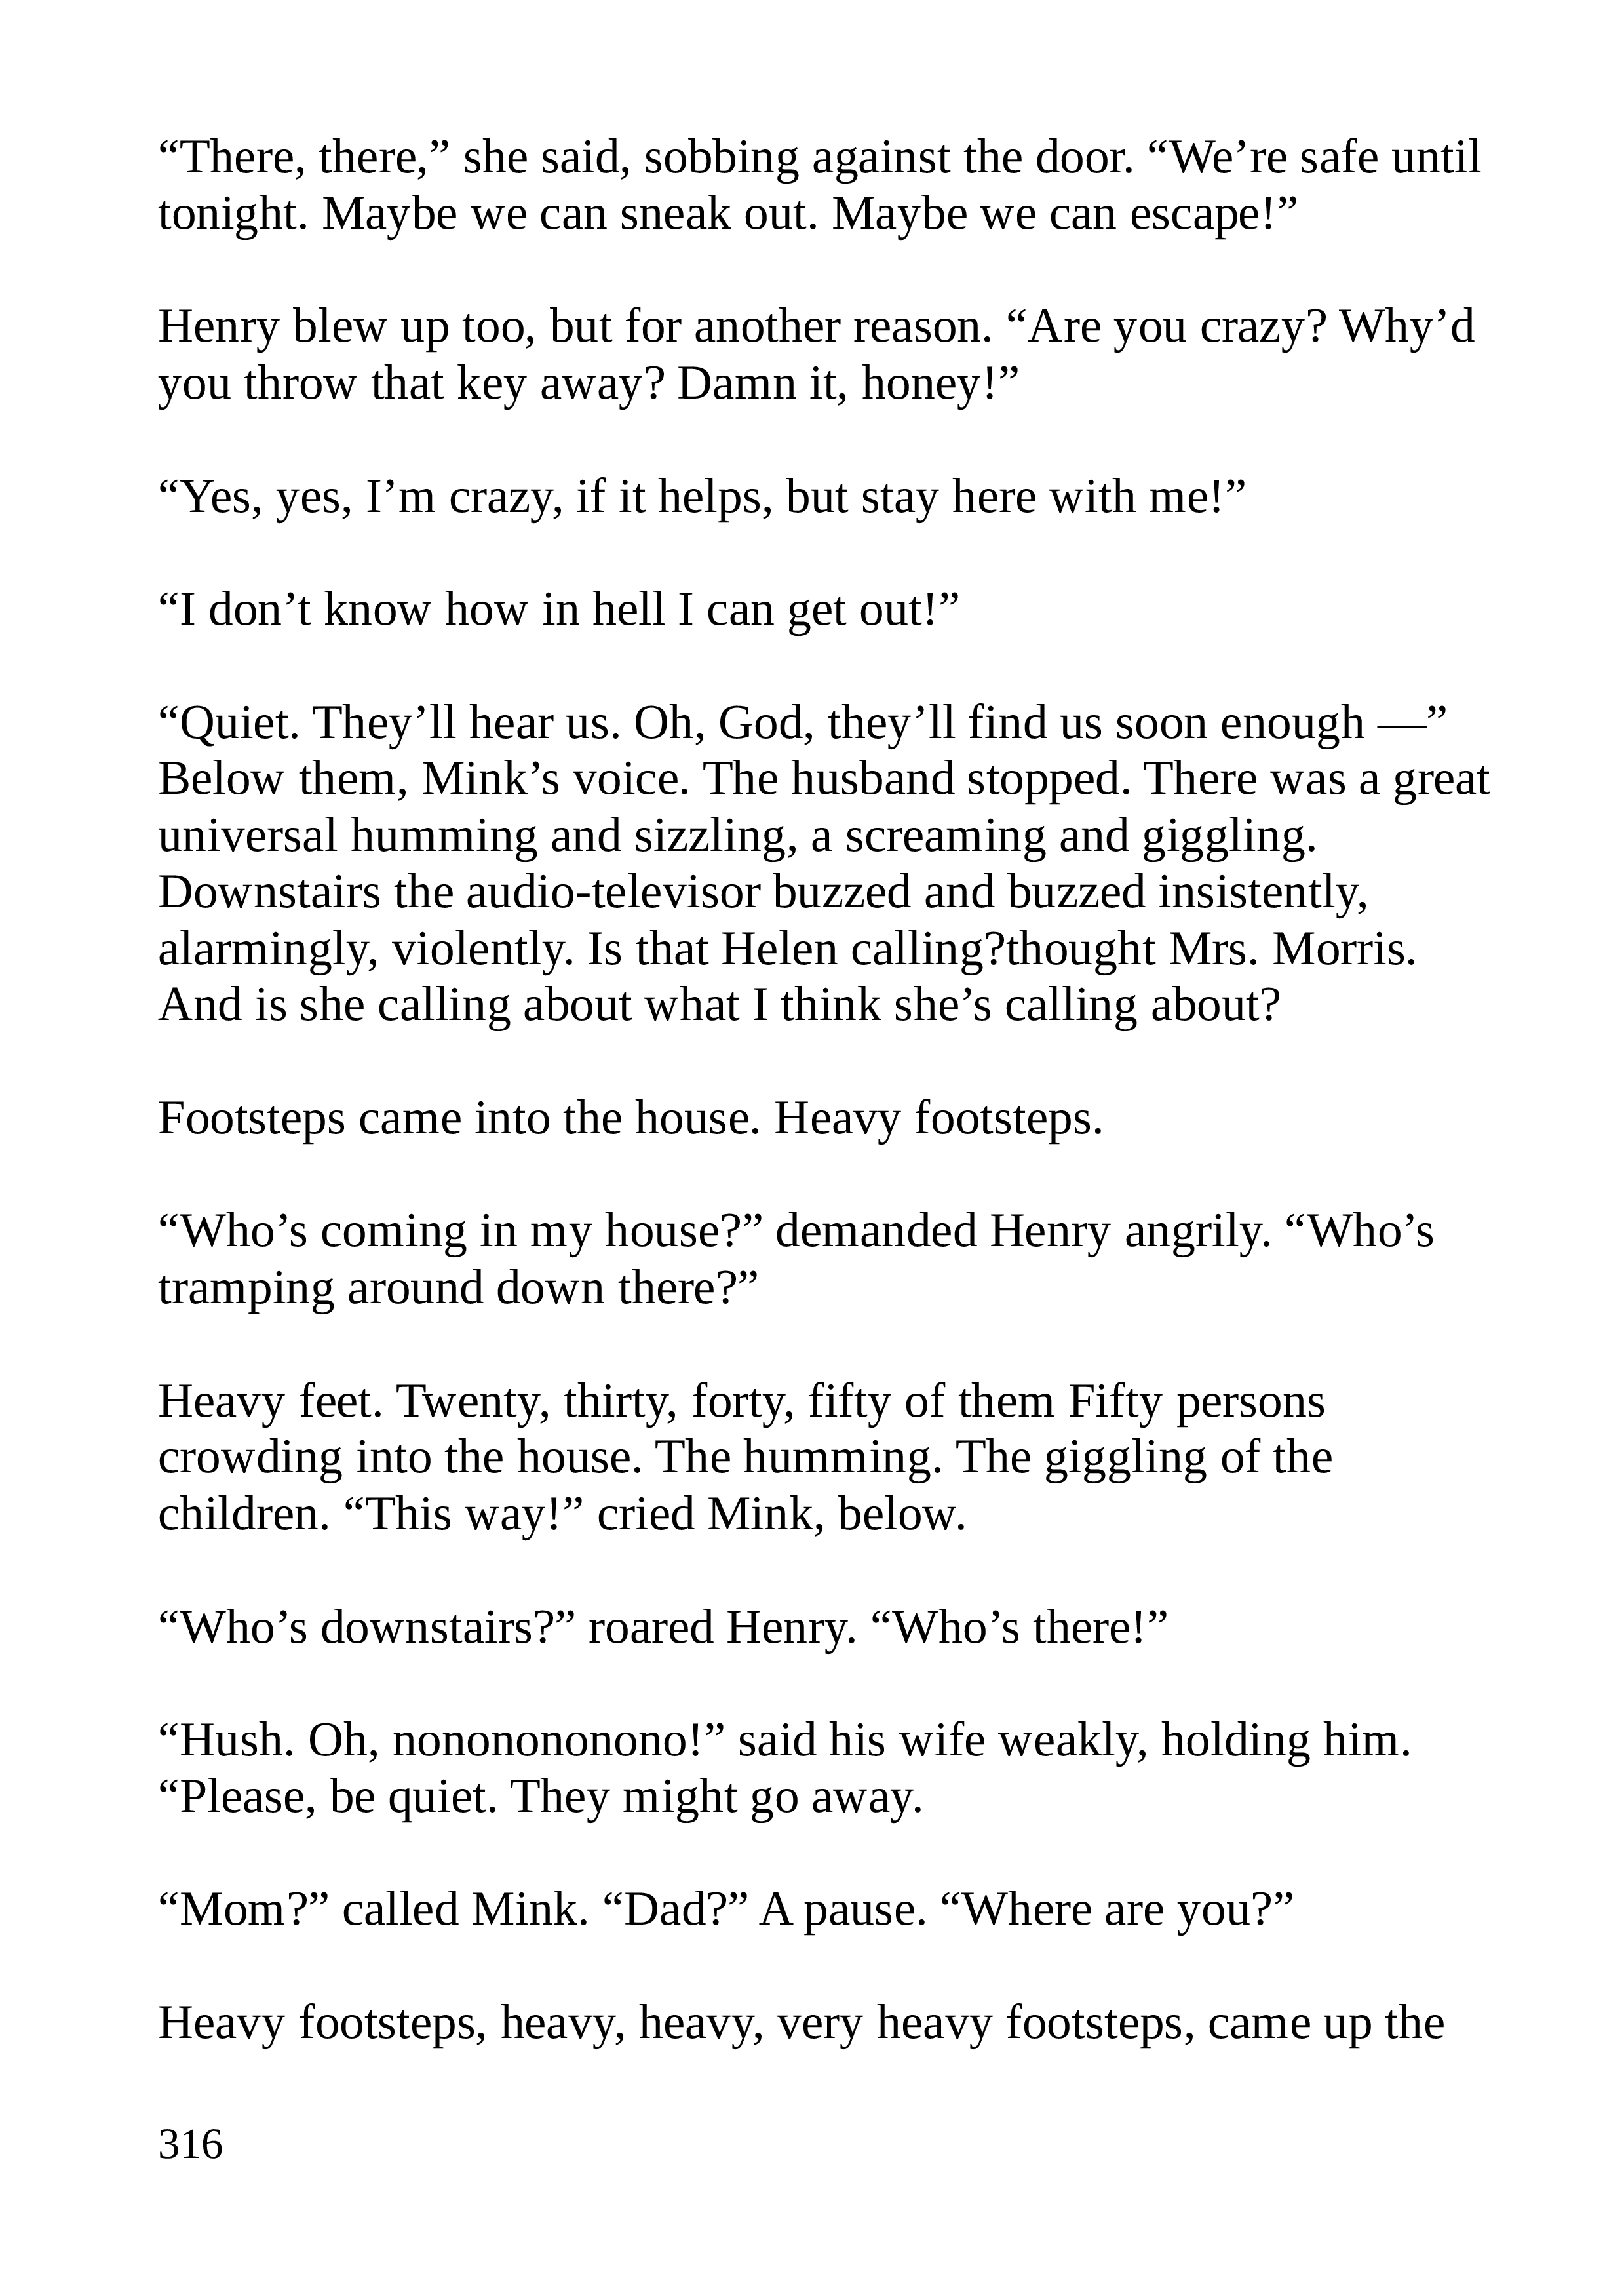 “There, there,” she said, sobbing against the door. “We’re safe until
tonight. Maybe we can sneak out. Maybe we can escape!”
Henry blew up too, but for another reason. “Are you crazy? Why’d
you throw that key away? Damn it, honey!”
“Yes, yes, I’m crazy, if it helps, but stay here with me!”
“I don’t know how in hell I can get out!”
“Quiet. They’ll hear us. Oh, God, they’ll find us soon enough —”
Below them, Mink’s voice. The husband stopped. There was a great
universal humming and sizzling, a screaming and giggling.
Downstairs the audio-televisor buzzed and buzzed insistently,
alarmingly, violently. Is that Helen calling?thought Mrs. Morris.
And is she calling about what I think she’s calling about?
Footsteps came into the house. Heavy footsteps.
“Who’s coming in my house?” demanded Henry angrily. “Who’s
tramping around down there?”
Heavy feet. Twenty, thirty, forty, fifty of them Fifty persons
crowding into the house. The humming. The giggling of the
children. “This way!” cried Mink, below.
“Who’s downstairs?” roared Henry. “Who’s there!”
“Hush. Oh, nonononononono!” said his wife weakly, holding him.
“Please, be quiet. They might go away.
“Mom?” called Mink. “Dad?” A pause. “Where are you?”
Heavy footsteps, heavy, heavy, very heavy footsteps, came up the
316